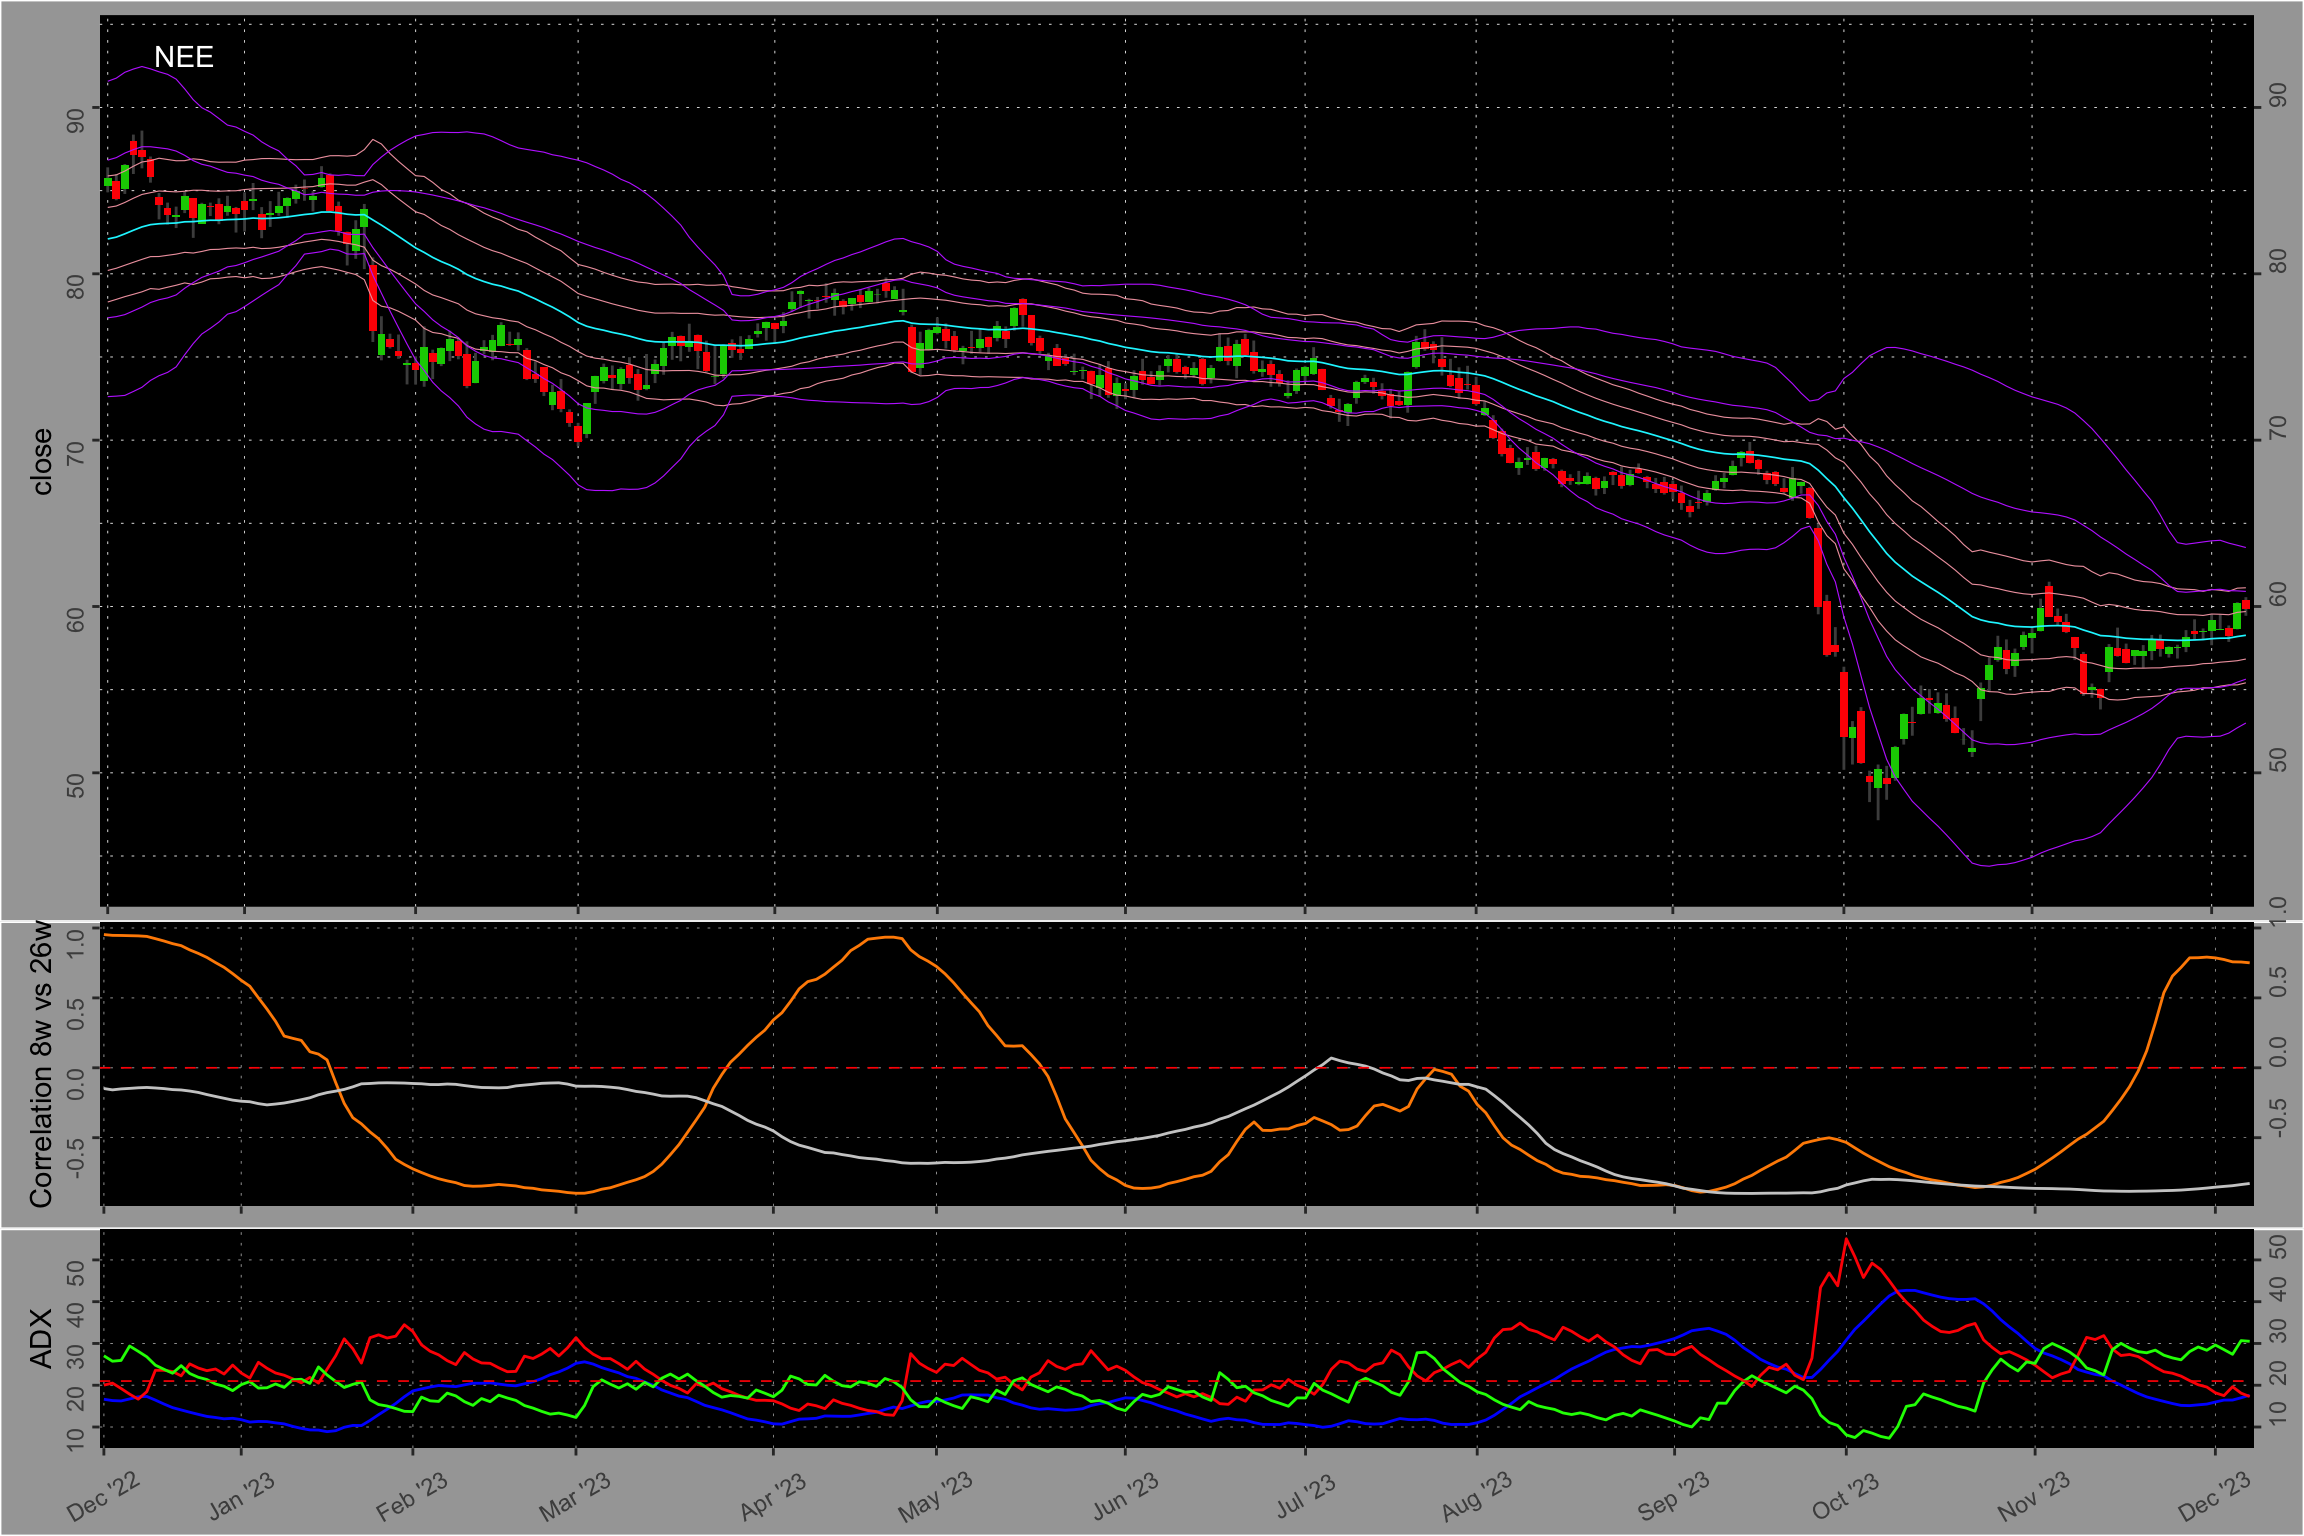 NEE
close
90
80
70
60
50
90
80
70
60
50
Correlation 8w vs 26w
1.0
0.5
0.0
-0.5
1.0
0.5
0.0
-0.5
ADX
50
40
30
20
10
50
40
30
20
10
Dec '22
Jan '23
Feb '23
Mar '23
Apr '23
May '23
Jun '23
Jul '23
Aug '23
Sep '23
Oct '23
Nov '23
Dec '23